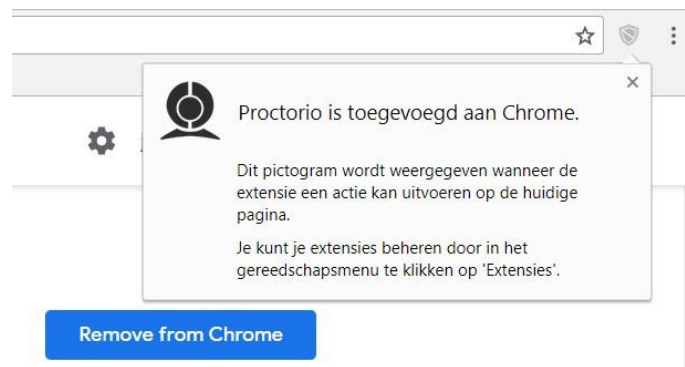 Proctorio is toegevoegd aan Chrome.
Dit pictogram wordt weergegeven wanneer de
extensie een actie kan uitvoeren op de huidige
pagina.
Je kunt je extensies beheren door in het
gereedschapsmenu te klikken op 'Extensies'.
Remove from Chrome